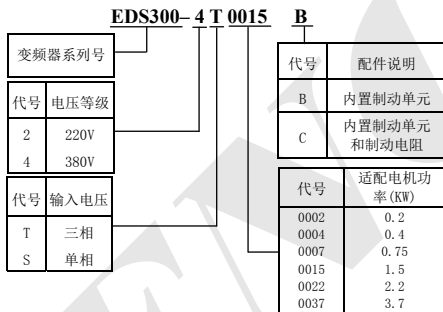 EDS300-4T0015 B
变频器系列号
代号 电压等级
2 220V
4 380V
代号 输入电压
T 三相
S 单相
代号 配件说明
B 内置制动单元
C 内置制动单元
和制动电阻
代号 适配电机功
率(KW)
0002 0.2
0004 0.4
0007 0.75
0015 1.5
0022 2.2
0037 3.7